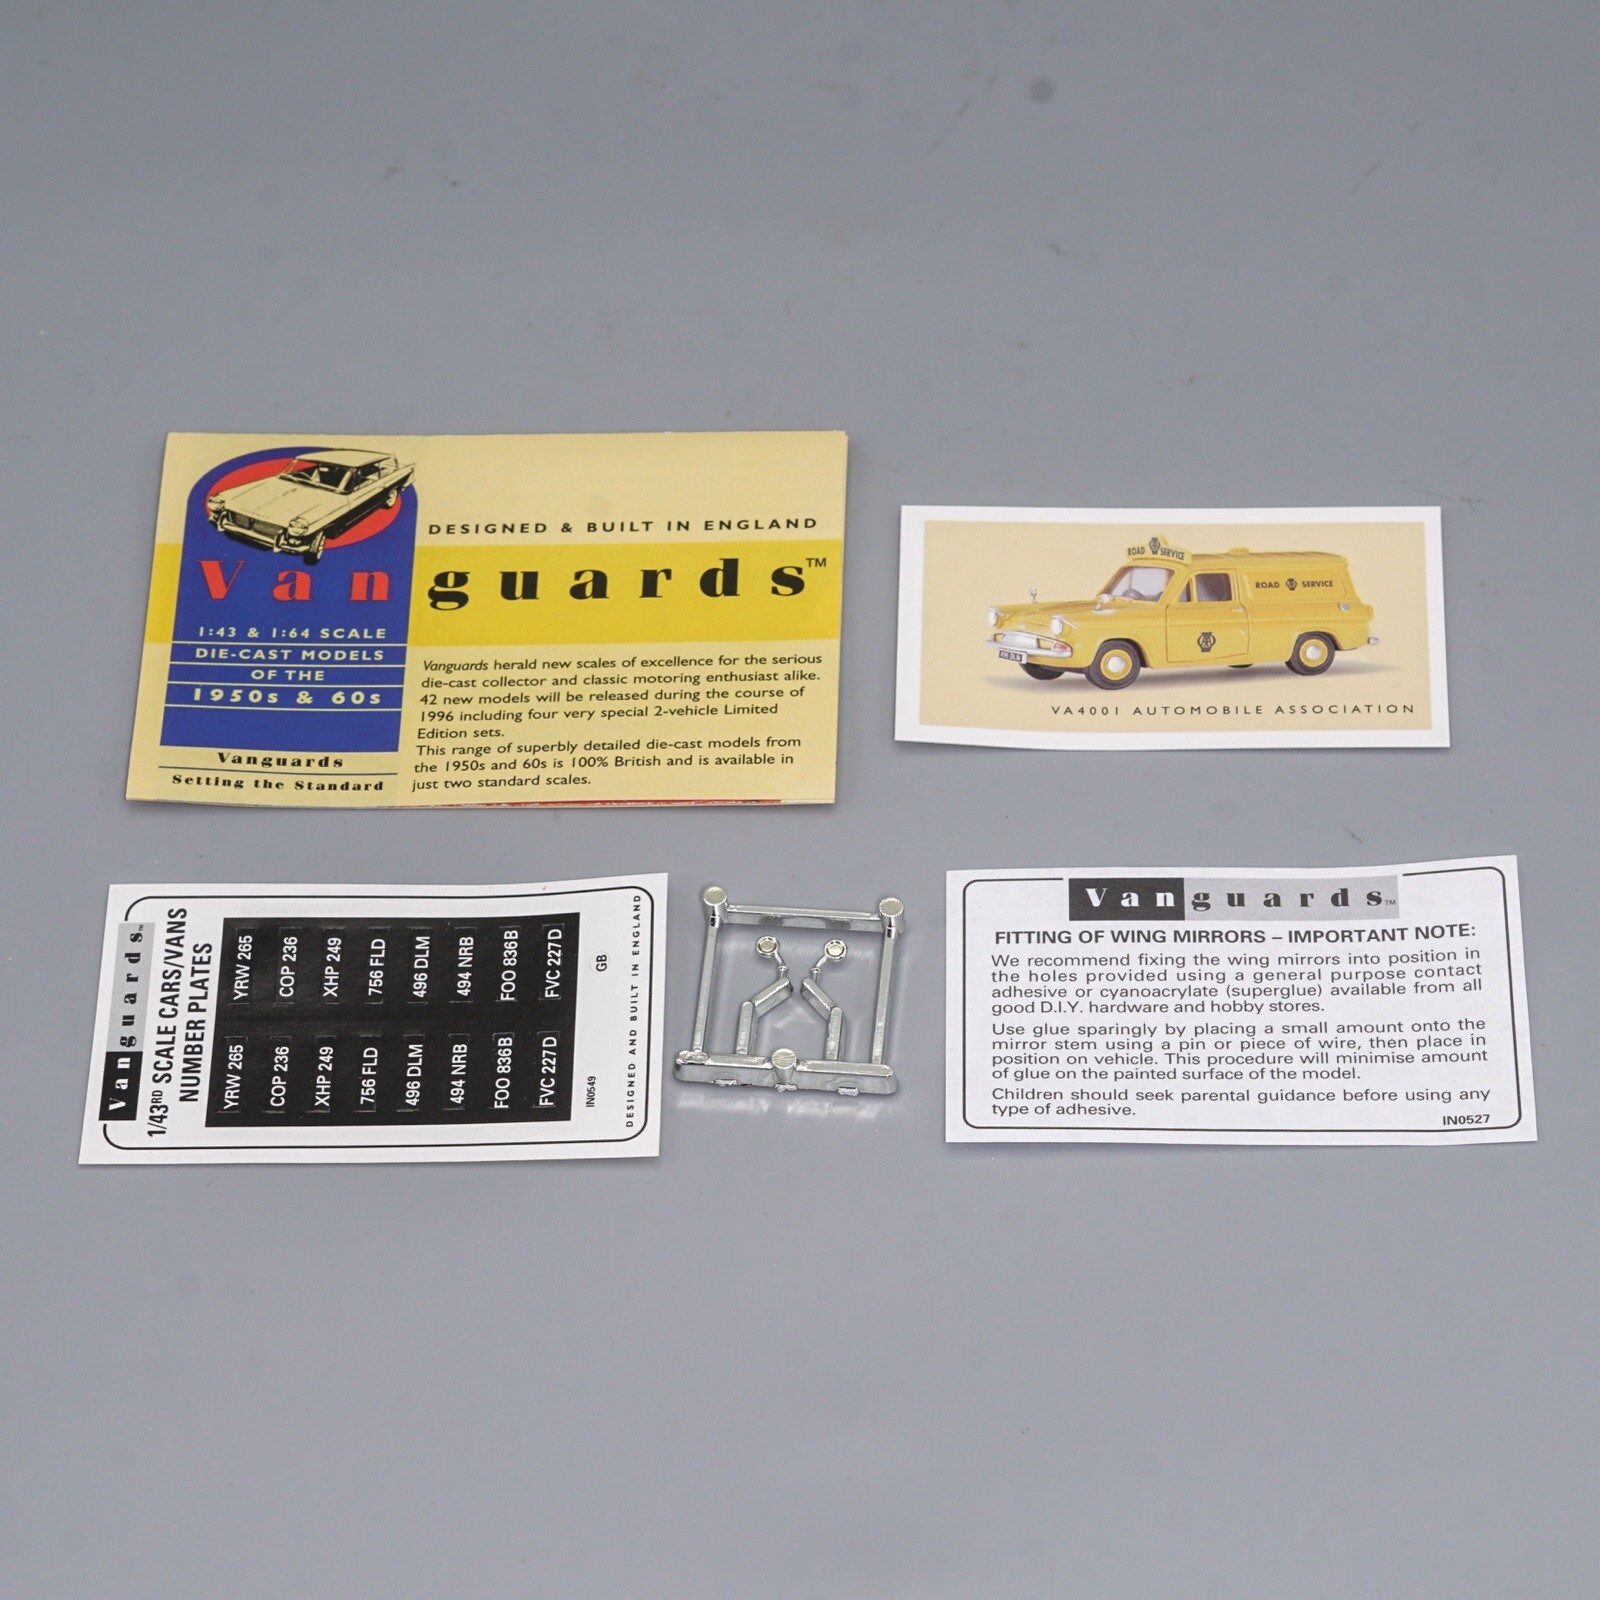 DESIGNED & BUILT IN ENGLAND
Vanguards™
1:43 & 1:64 SCALE
DIE-CAST MODELS
OF THE
1950s & 60s
Vanguards
Setting the Standard
Vanguards herald new scales of excellence for the serious
die-cast collector and classic motoring enthusiast alike.
42 new models will be released during the course of
1996 including four very special 2-vehicle Limited
Edition sets.
This range of superbly detailed die-cast models from
the 1950s and 60s is 100% British and is available in
just two standard scales.
ROAD SERVICE
ROAD SERVICE
VA4001 AUTOMOBILE ASSOCIATION
Vanguards™
1/43RD SCALE CARS/VANS
NUMBER PLATES
YRW 265 YRW 265
COP 236 COP 236
XHP 249 XHP 249
756 FLD 756 FLD
496 DLM 496 DLM
494 NRB 494 NRB
FOO 836B FOO 836B
FVC 227D FVC 227D
IN0549 GB
DESIGNED AND BUILT IN ENGLAND
Vanguards™
FITTING OF WING MIRRORS – IMPORTANT NOTE:
We recommend fixing the wing mirrors into position in
the holes provided using a general purpose contact
adhesive or cyanoacrylate (superglue) available from all
good D.I.Y. hardware and hobby stores.
Use glue sparingly by placing a small amount onto the
mirror stem using a pin or piece of wire, then place in
position on vehicle. This procedure will minimise amount
of glue on the painted surface of the model.
Children should seek parental guidance before using any
type of adhesive.
IN0527